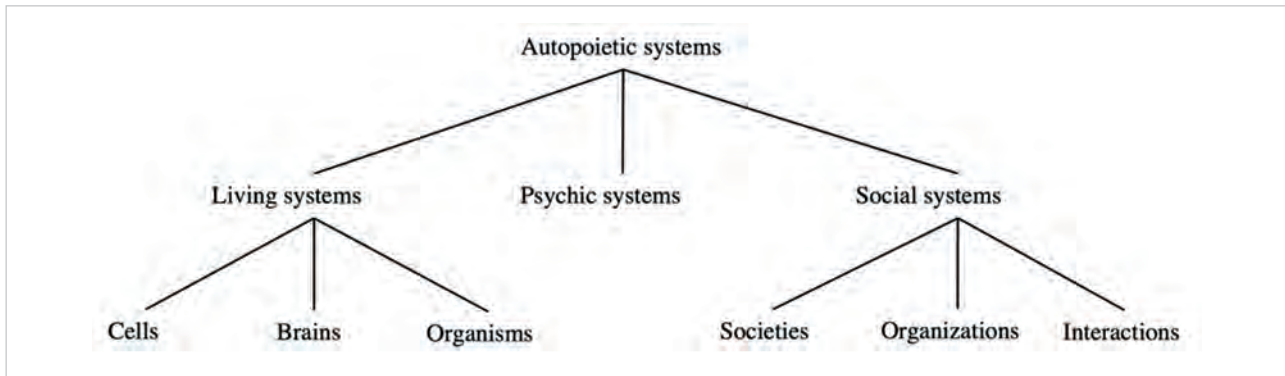 Autopoietic systems
Living systems Psychic systems Social systems
Cells Brains Organisms Societies Organizations Interactions